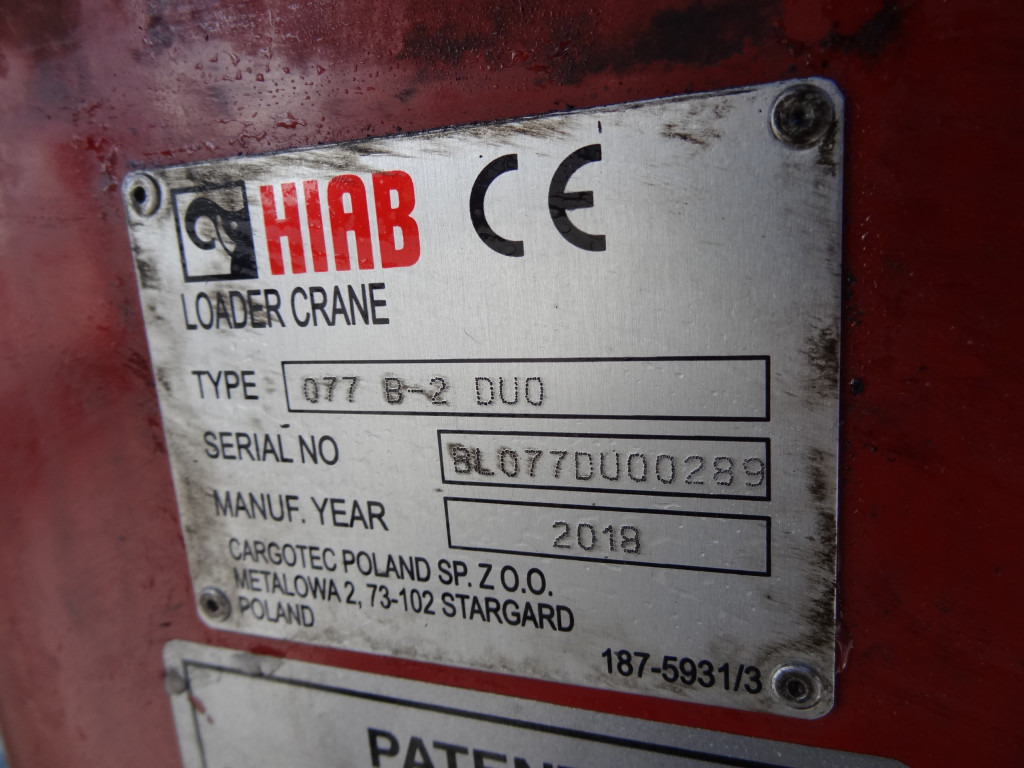 HIAB CE
LOADER CRANE
TYPE 077 B-2 DUO
SERIAL NO BL077DU00289
MANUF. YEAR 2018
CARGOTEC POLAND SP. Z O.O.
METALOWA 2, 73-102 STARGARD
POLAND
187-5931/3